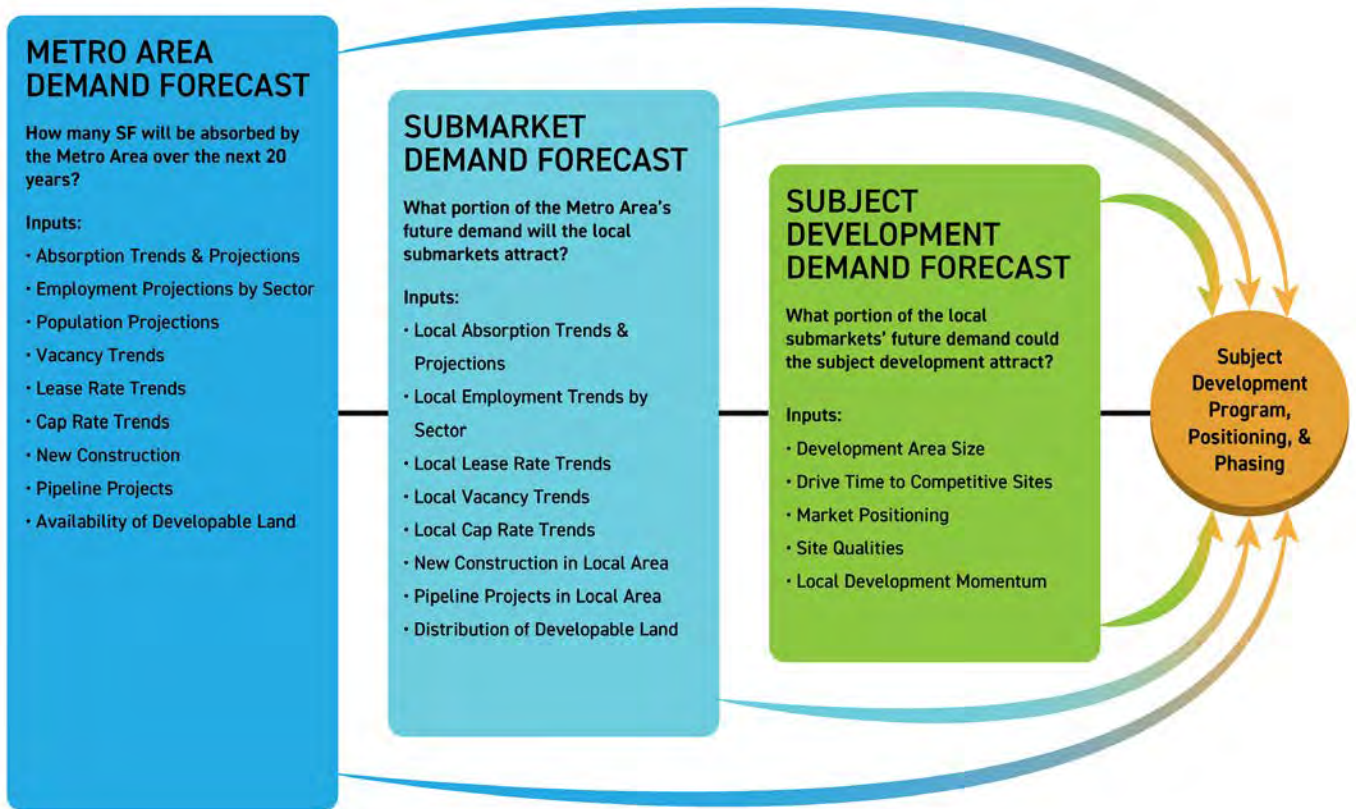 METRO AREA
DEMAND FORECAST
How many SF will be absorbed by
the Metro Area over the next 20
years?
Inputs:
• Absorption Trends & Projections
• Employment Projections by Sector
• Population Projections
• Vacancy Trends
• Lease Rate Trends
• Cap Rate Trends
• New Construction
• Pipeline Projects
• Availability of Developable Land
SUBMARKET
DEMAND FORECAST
What portion of the Metro Area's
future demand will the local
submarkets attract?
Inputs:
• Local Absorption Trends &
Projections
• Local Employment Trends by
Sector
• Local Lease Rate Trends
• Local Vacancy Trends
• Local Cap Rate Trends
• New Construction in Local Area
• Pipeline Projects in Local Area
• Distribution of Developable Land
SUBJECT
DEVELOPMENT
DEMAND FORECAST
What portion of the local
submarkets' future demand could
the subject development attract?
Inputs:
• Development Area Size
• Drive Time to Competitive Sites
• Market Positioning
• Site Qualities
• Local Development Momentum
Subject
Development
Program,
Positioning, &
Phasing